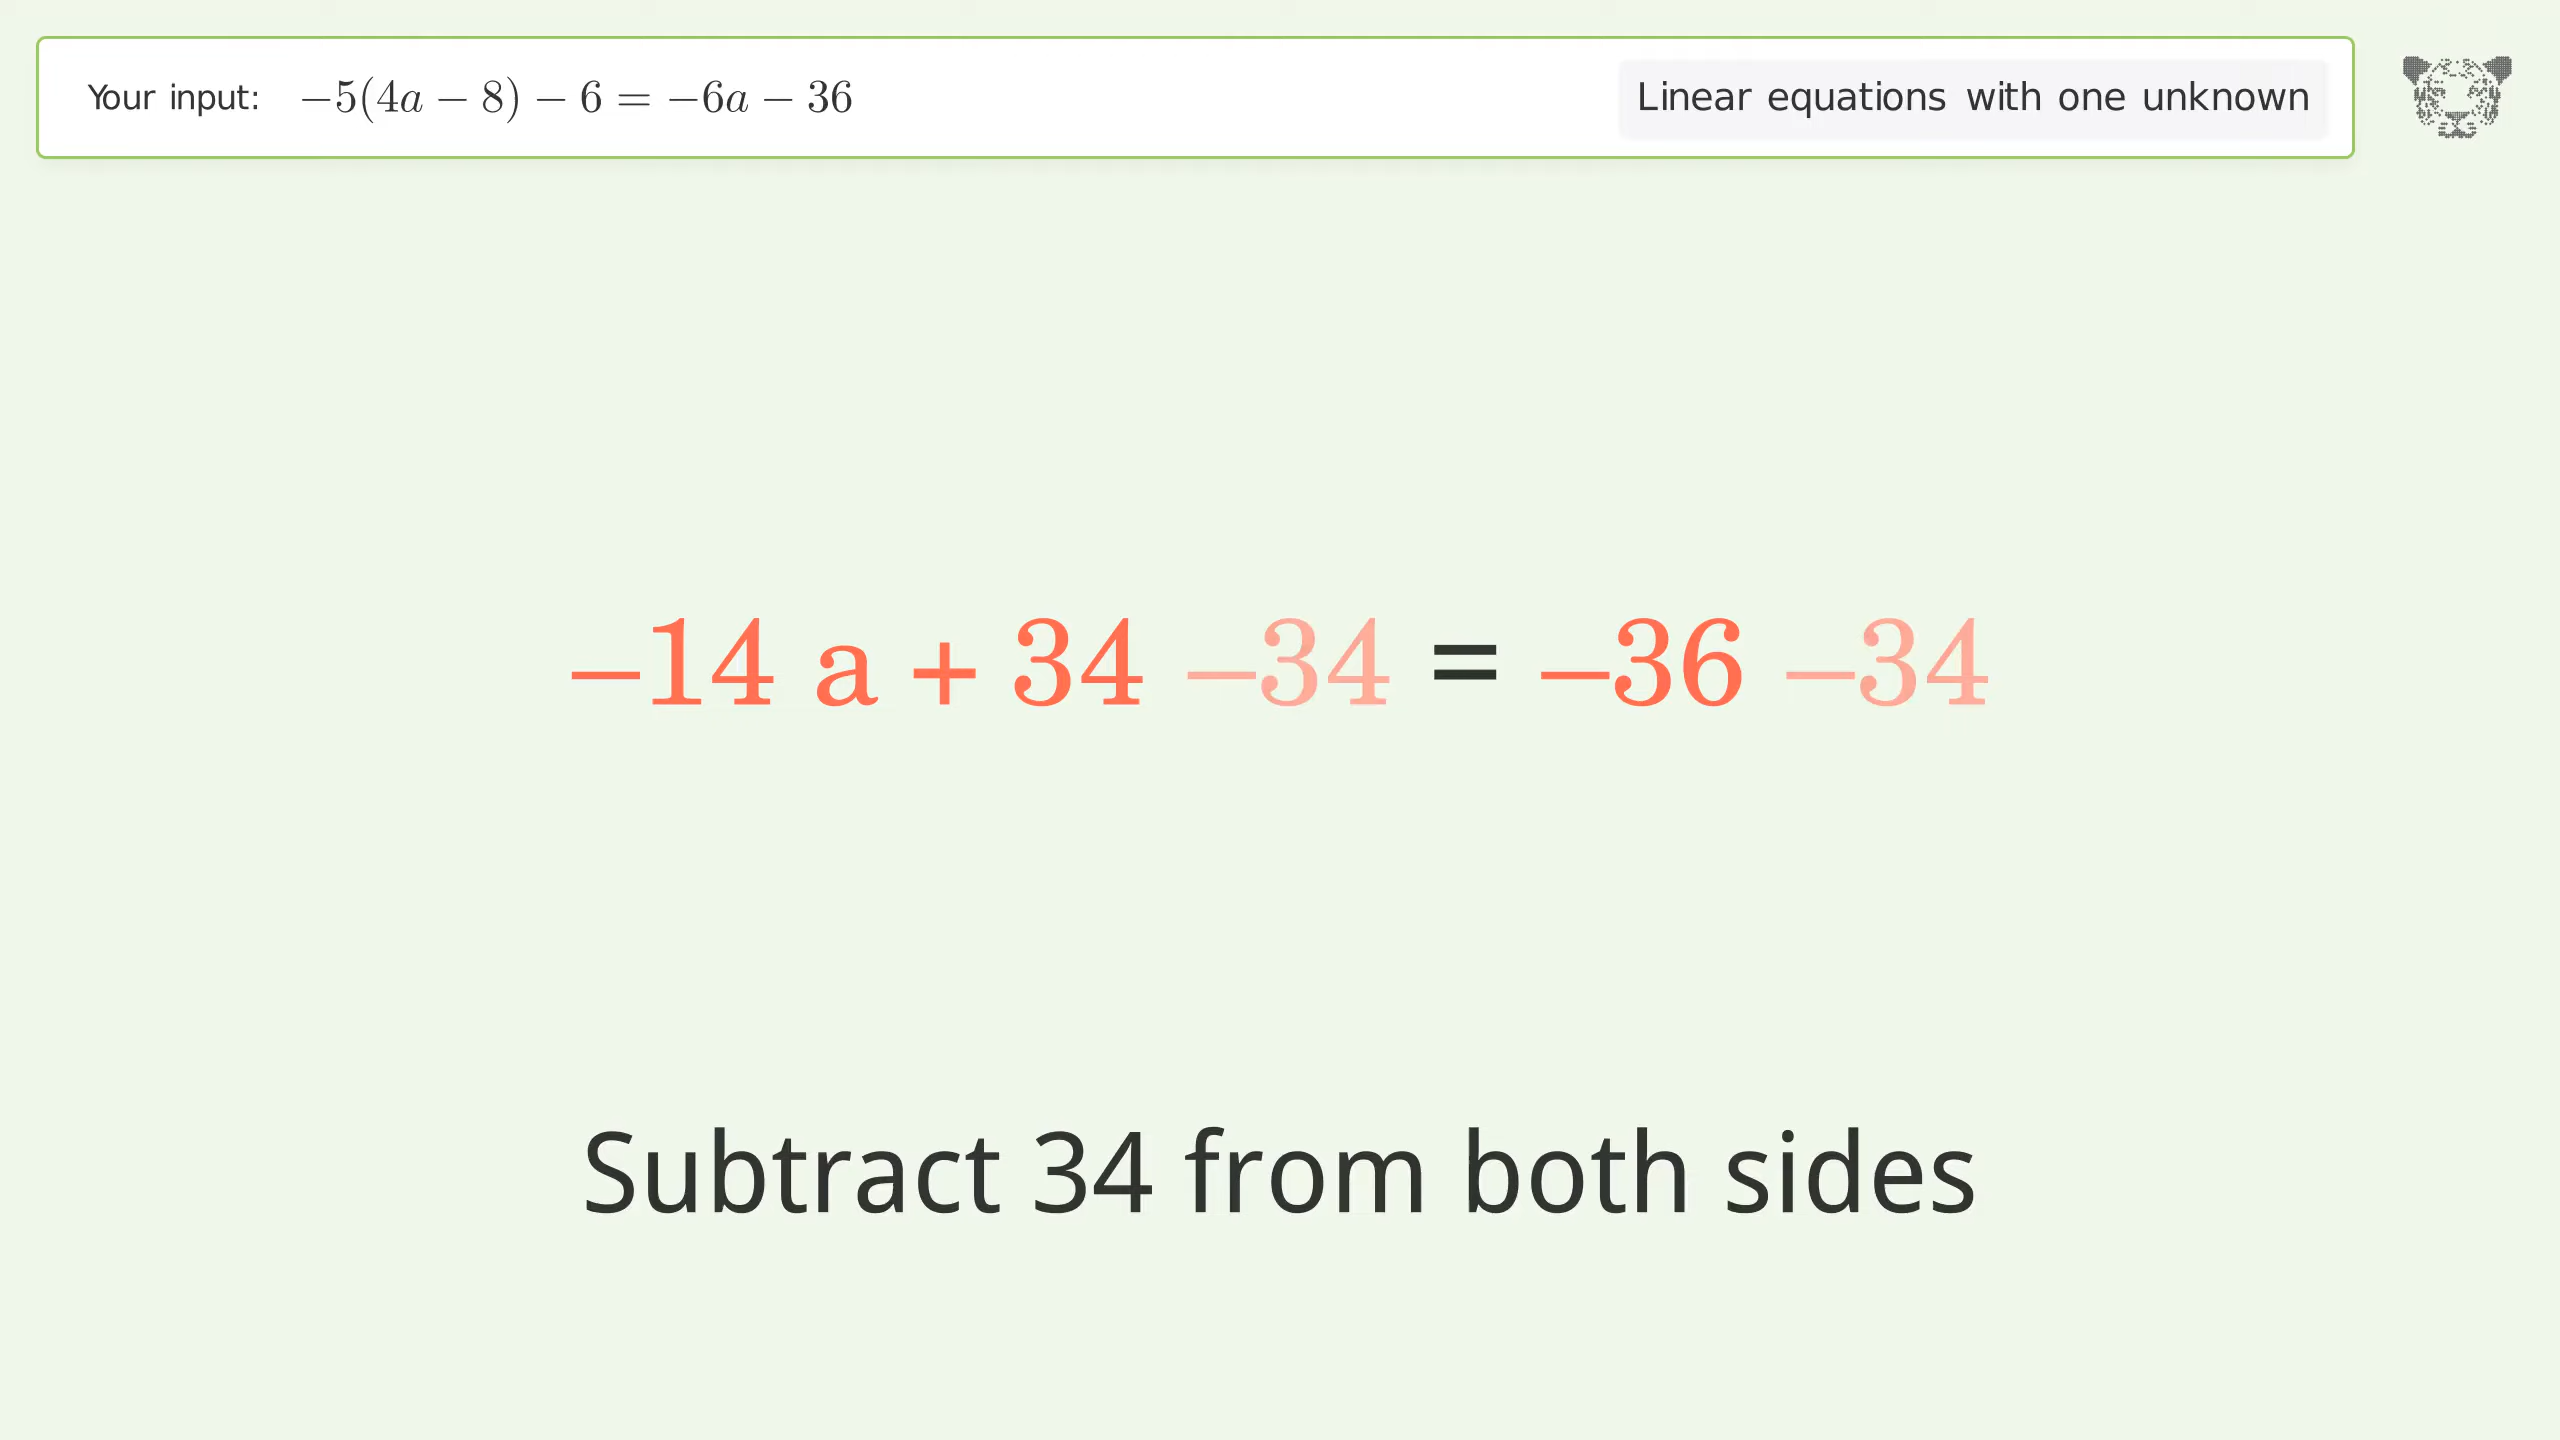 Your input: −5(4a − 8) − 6 = −6a − 36
Linear equations with one unknown
−14 a + 34 −34 = −36 −34
Subtract 34 from both sides